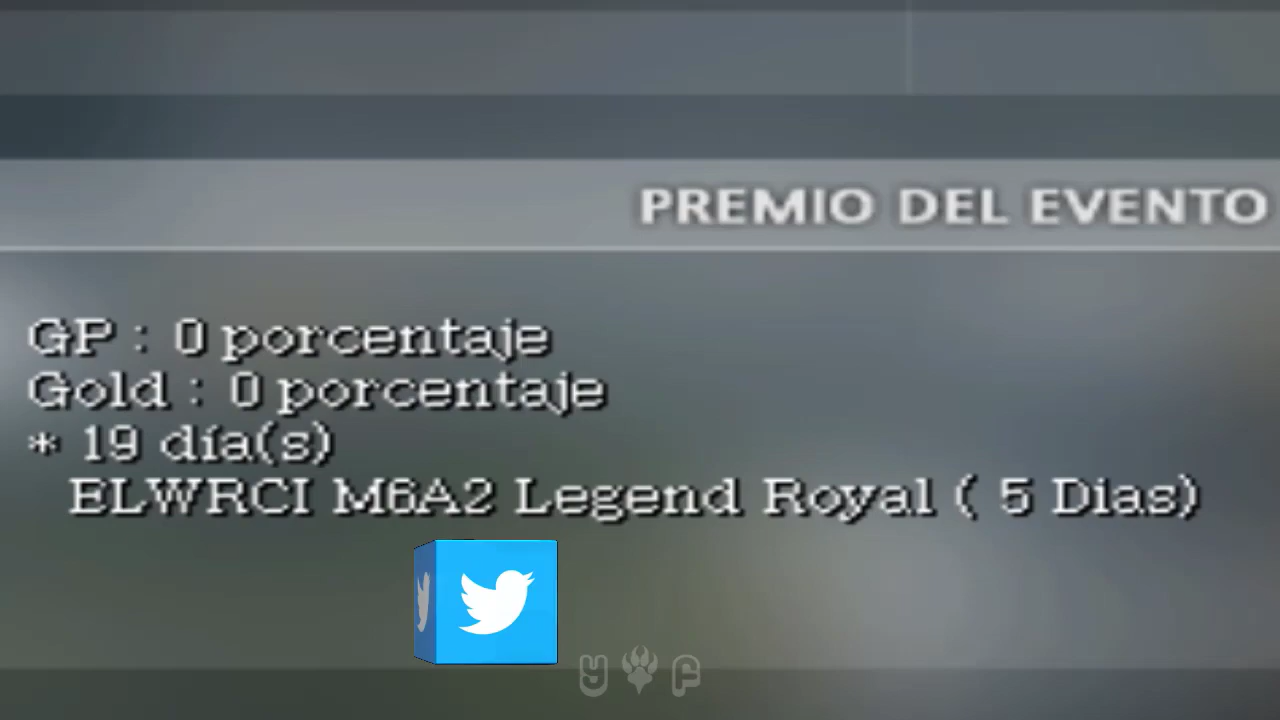 PREMIO DEL EVENTO
GP : 0 porcentaje
Gold : 0 porcentaje
* 19 día(s)
ELWRCI M6A2 Legend Royal ( 5 Dias)
y f